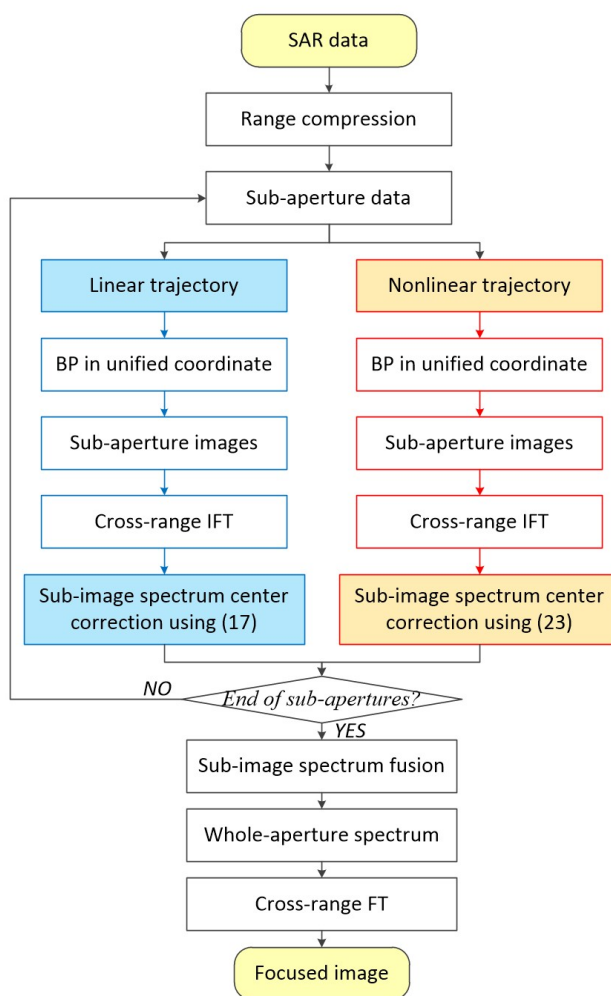 SAR data
Range compression
Sub-aperture data
Linear trajectory
Nonlinear trajectory
BP in unified coordinate
BP in unified coordinate
Sub-aperture images
Sub-aperture images
Cross-range IFT
Cross-range IFT
Sub-image spectrum center
correction using (17)
Sub-image spectrum center
correction using (23)
NO
End of sub-apertures?
YES
Sub-image spectrum fusion
Whole-aperture spectrum
Cross-range FT
Focused image